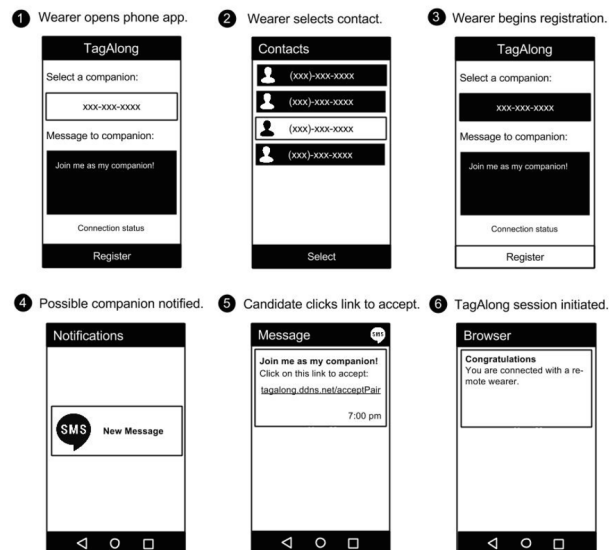 1 Wearer opens phone app.
TagAlong
Select a companion:
xxx-xxx-xxxx
Message to companion:
Join me as my companion!
Connection status
Register
2 Wearer selects contact.
Contacts
(xxx)-xxx-xxxx
(xxx)-xxx-xxxx
(xxx)-xxx-xxxx
(xxx)-xxx-xxxx
Select
3 Wearer begins registration.
TagAlong
Select a companion:
xxx-xxx-xxxx
Message to companion:
Join me as my companion!
Connection status
Register
4 Possible companion notified.
Notifications
SMS New Message
5 Candidate clicks link to accept.
Message SMS
Join me as my companion!
Click on this link to accept:
tagalong.ddns.net/acceptPair
7:00 pm
6 TagAlong session initiated.
Browser
Congratulations
You are connected with a re-
mote wearer.